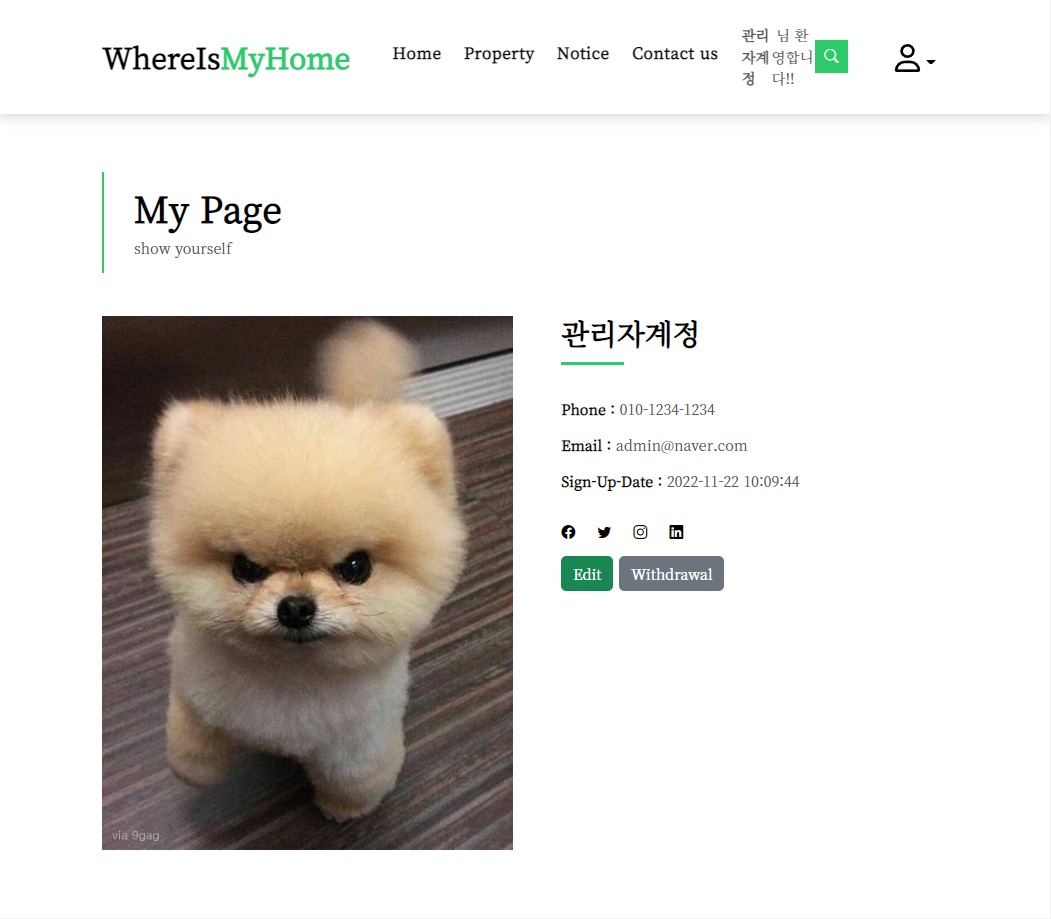 WhereIsMyHome
Home Property Notice Contact us
관리자계정
님 환영합니다!!
My Page
show yourself
관리자계정
Phone : 010-1234-1234
Email : admin@naver.com
Sign-Up-Date : 2022-11-22 10:09:44
Edit Withdrawal
via 9gag